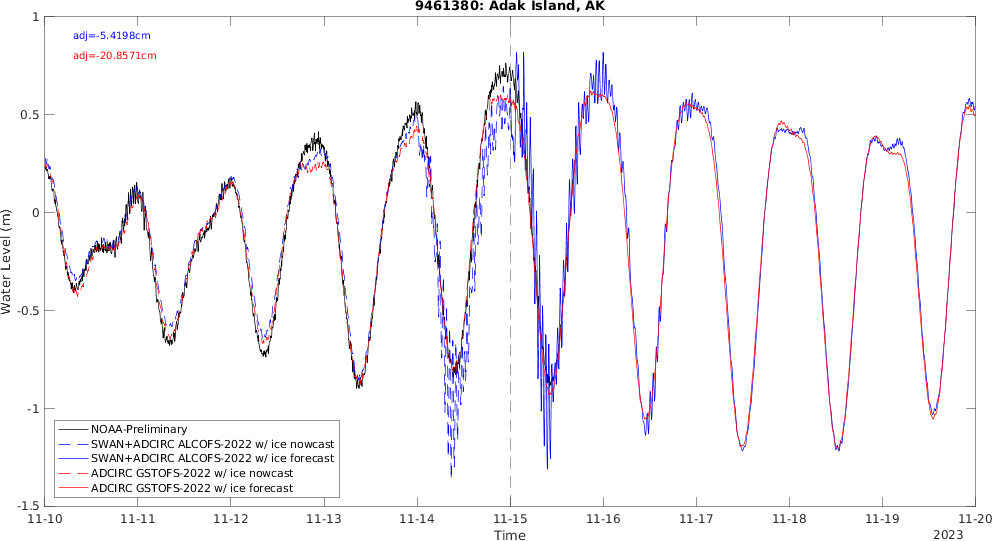 9461380: Adak Island, AK
adj=-5.4198cm
adj=-20.8571cm
1
0.5
0
-0.5
-1
-1.5
Water Level (m)
NOAA-Preliminary
SWAN+ADCIRC ALCOFS-2022 w/ ice nowcast
SWAN+ADCIRC ALCOFS-2022 w/ ice forecast
ADCIRC GSTOFS-2022 w/ ice nowcast
ADCIRC GSTOFS-2022 w/ ice forecast
11-10 11-11 11-12 11-13 11-14 11-15 11-16 11-17 11-18 11-19 11-20
Time
2023